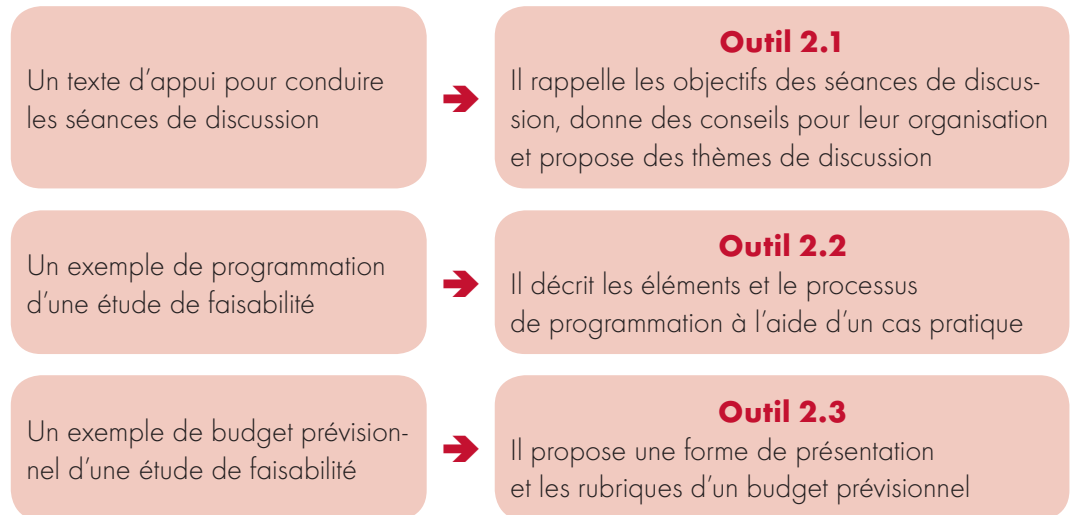 Un texte d'appui pour conduire
les séances de discussion
Outil 2.1
Il rappelle les objectifs des séances de discus-
sion, donne des conseils pour leur organisation
et propose des thèmes de discussion
Un exemple de programmation
d'une étude de faisabilité
Outil 2.2
Il décrit les éléments et le processus
de programmation à l'aide d'un cas pratique
Un exemple de budget prévision-
nel d'une étude de faisabilité
Outil 2.3
Il propose une forme de présentation
et les rubriques d'un budget prévisionnel